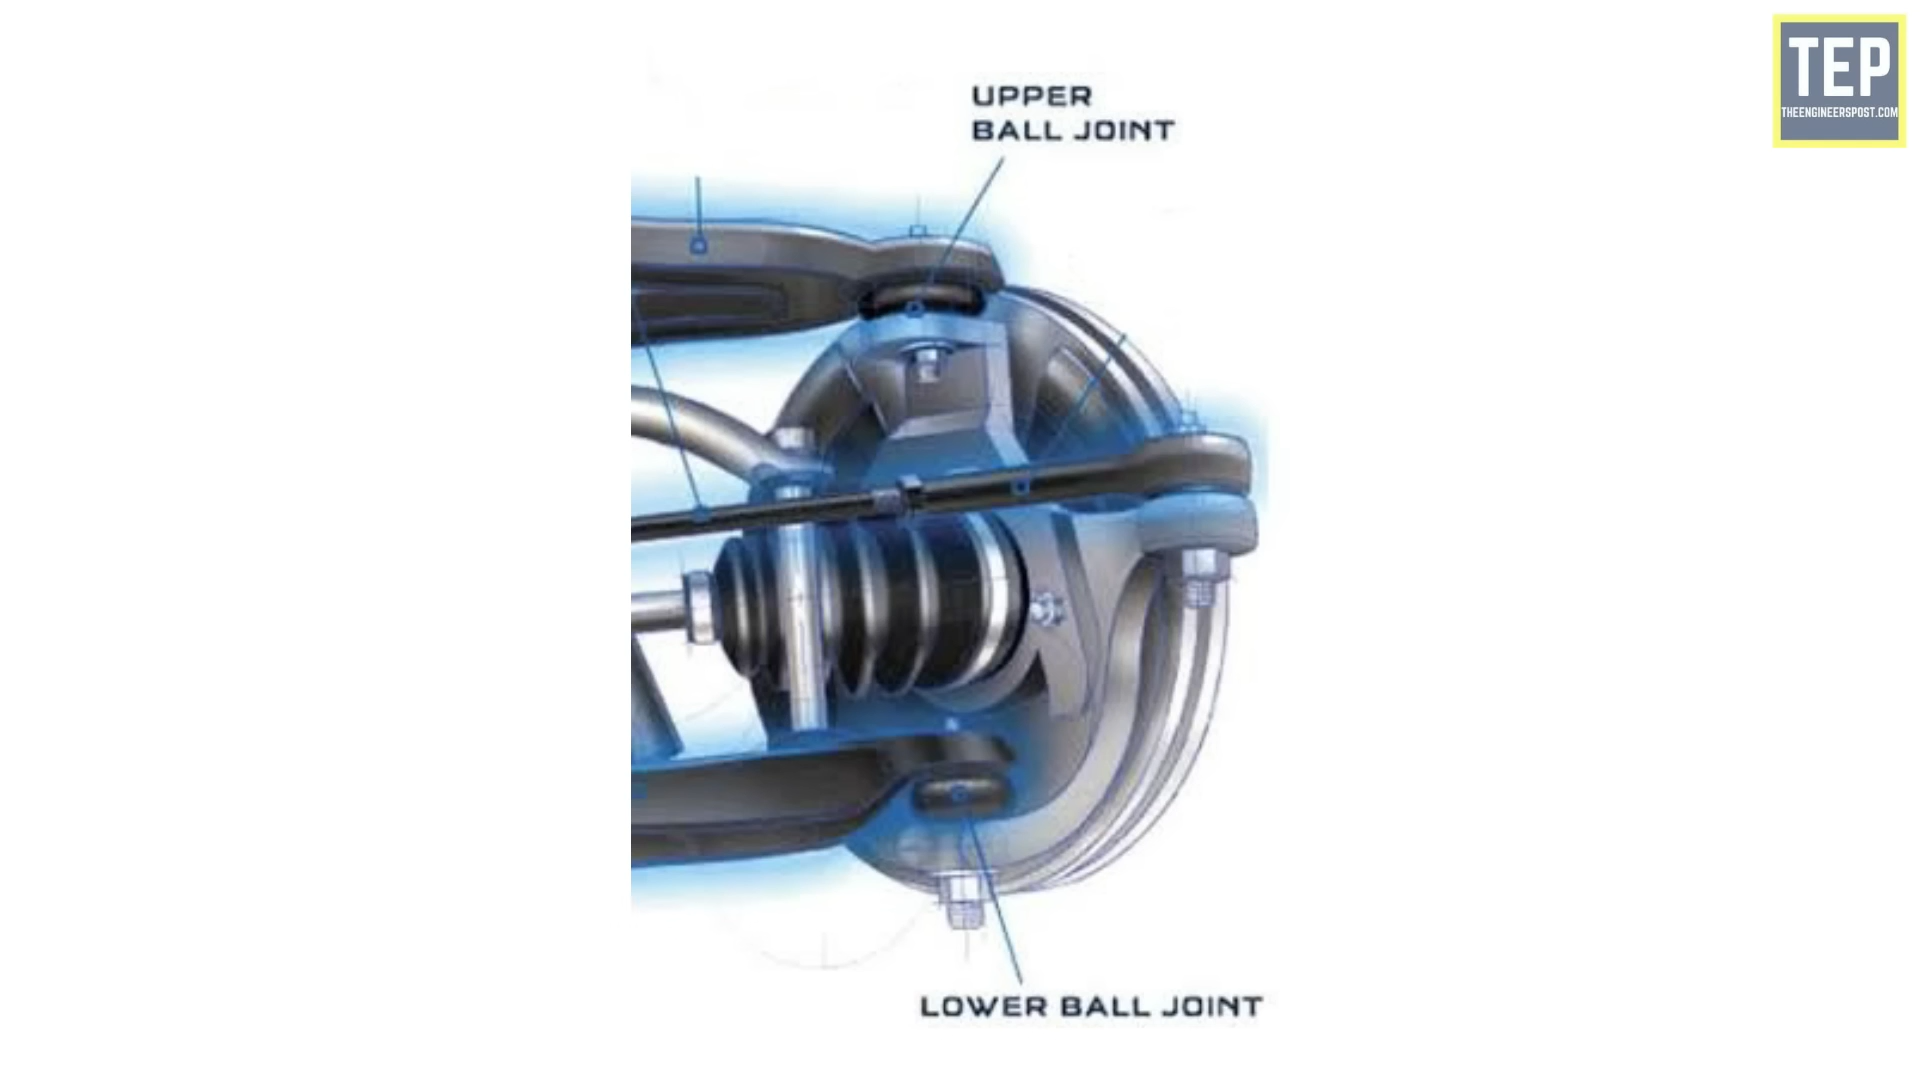 UPPER
BALL JOINT
TEP
THEENGINEERSPOST.COM
LOWER BALL JOINT